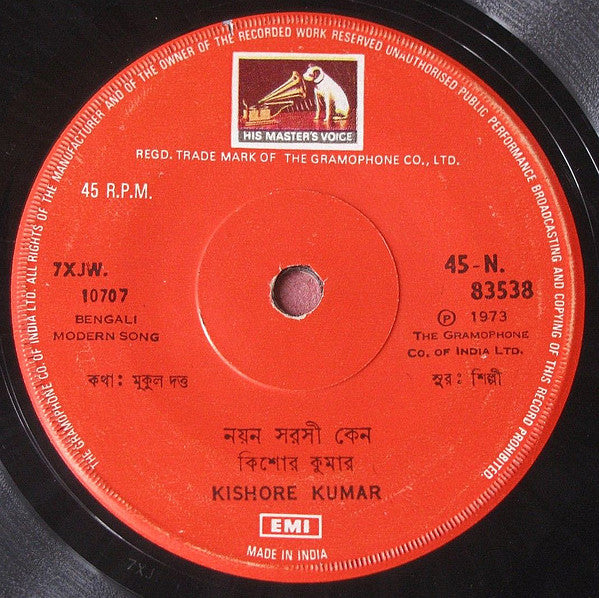 THE GRAMOPHONE CO OF INDIA LTD. ALL RIGHTS OF THE MANUFACTURER AND OF THE OWNER OF THE RECORDED WORK RESERVED UNAUTHORISED PUBLIC PERFORMANCE BROADCASTING AND COPYING OF THIS RECORD PROHIBITED.
HIS MASTER'S VOICE
REGD. TRADE MARK OF THE GRAMOPHONE CO., LTD.
45 R.P.M.
7XJW.
10707
BENGALI
MODERN SONG
45-N.
83538
℗ 1973
THE GRAMOPHONE
CO. OF INDIA LTD.
কথা: মুকুল দত্ত
সুর: শিল্পী
নয়ন সরসী কেন
কিশোর কুমার
KISHORE KUMAR
EMI
MADE IN INDIA
7XJ